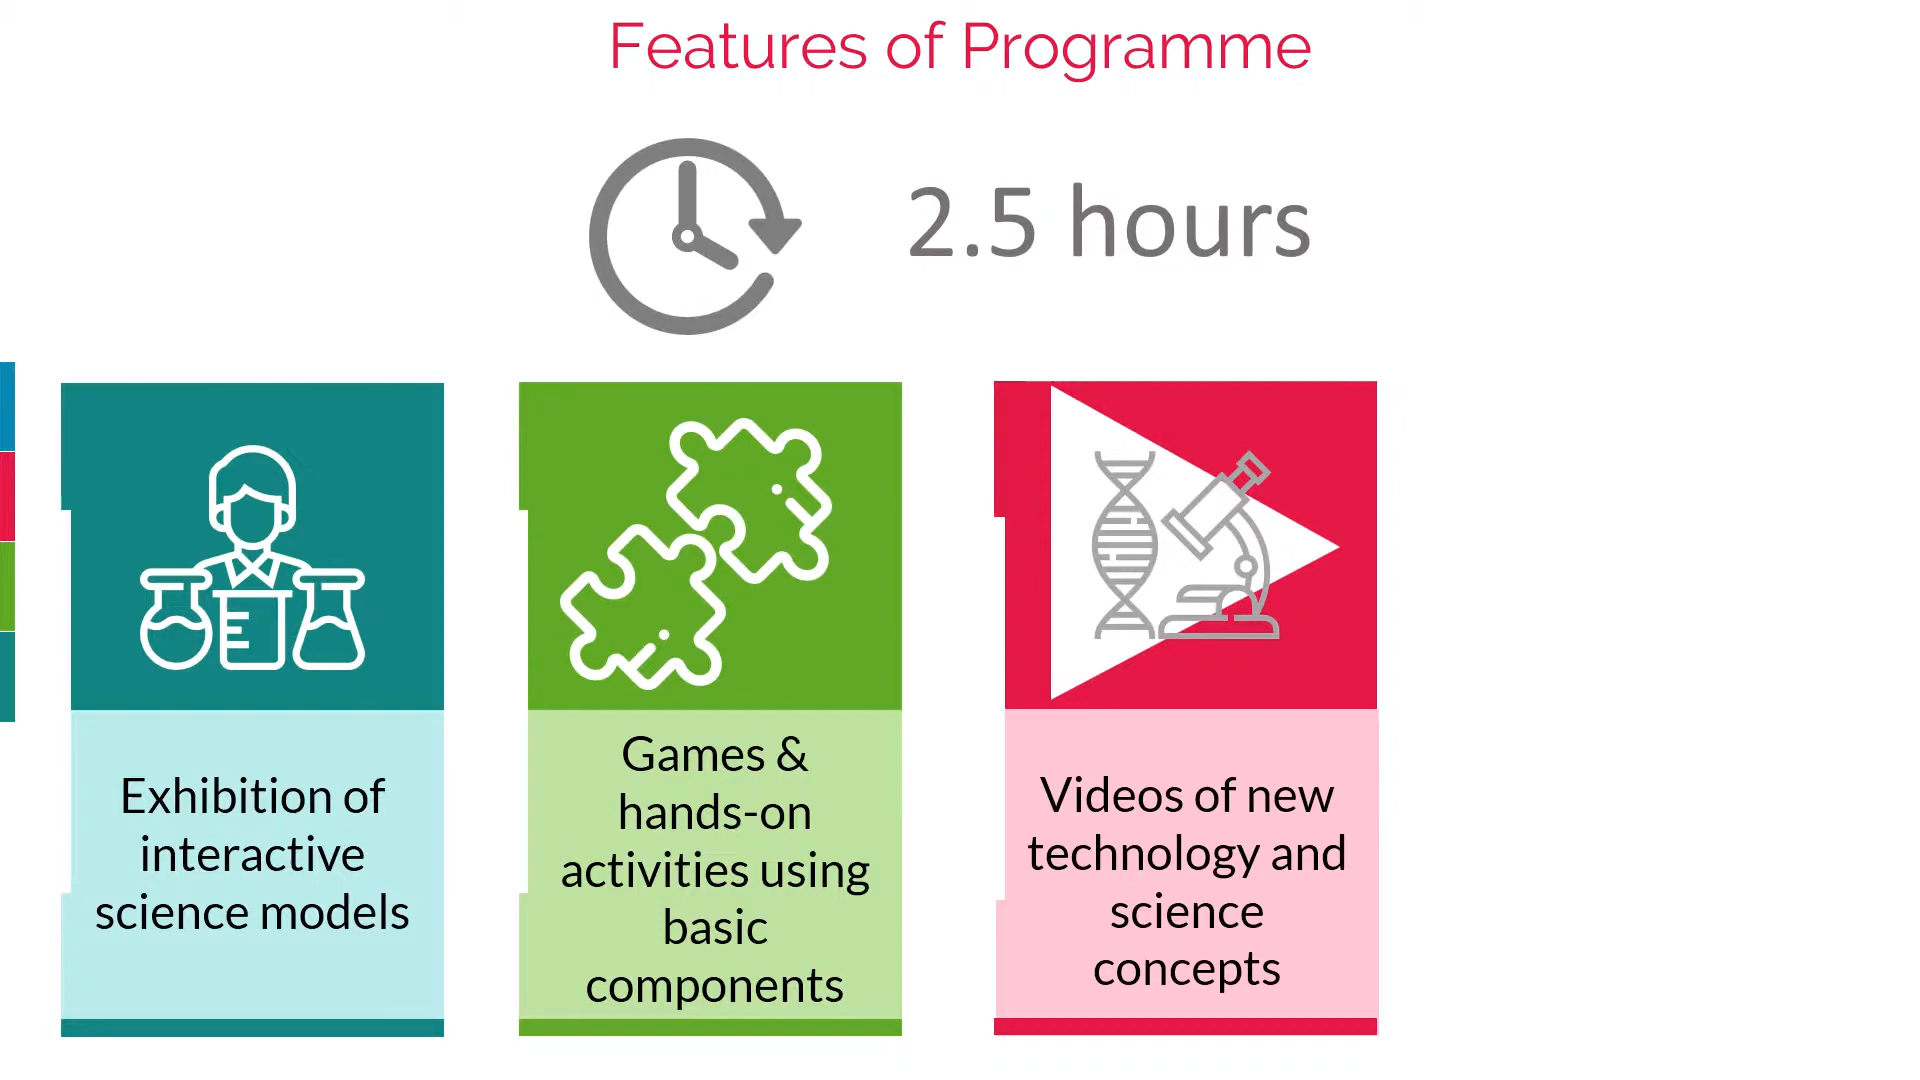 Features of Programme
2.5 hours
Exhibition of
interactive
science models
Games &
hands-on
activities using
basic
components
Videos of new
technology and
science
concepts